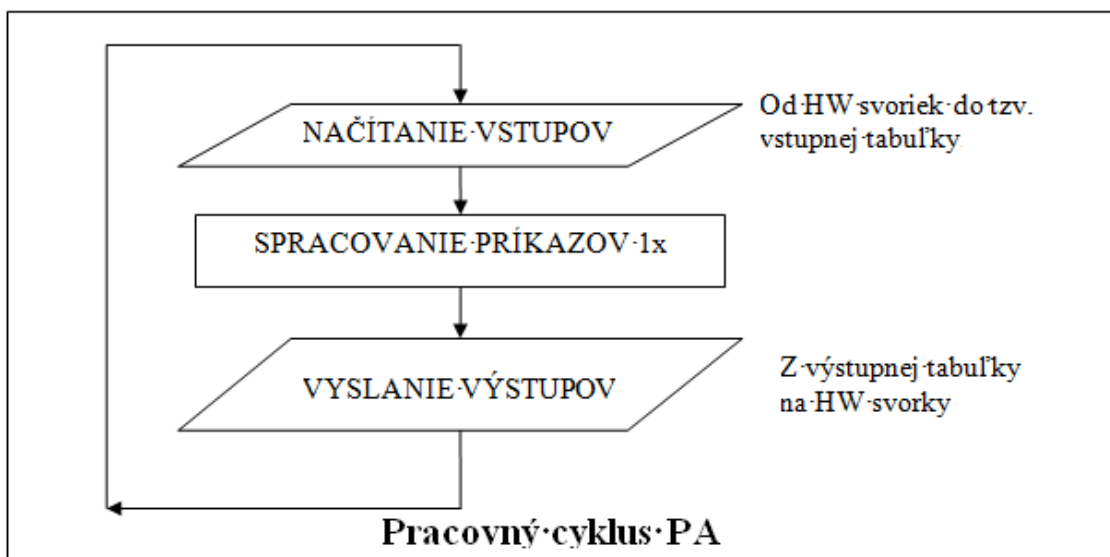 NAČÍTANIE·VSTUPOV
Od·HW·svoriek·do·tzv.
vstupnej·tabuľky
SPRACOVANIE·PRÍKAZOV·1x
VYSLANIE·VÝSTUPOV
Z·výstupnej·tabuľky
na·HW·svorky
Pracovný·cyklus·PA